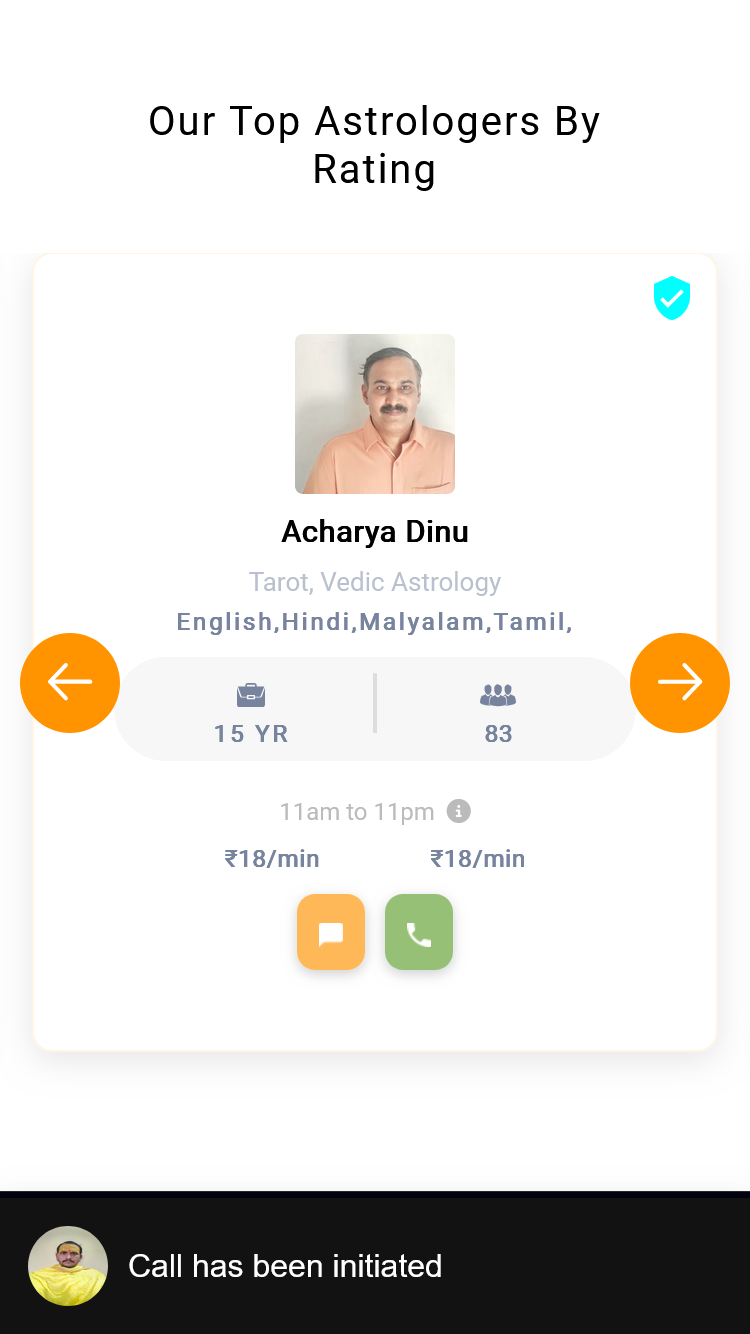 Our Top Astrologers By
Rating
Acharya Dinu
Tarot, Vedic Astrology
English,Hindi,Malyalam,Tamil,
15 YR
83
11am to 11pm
₹18/min
₹18/min
Call has been initiated